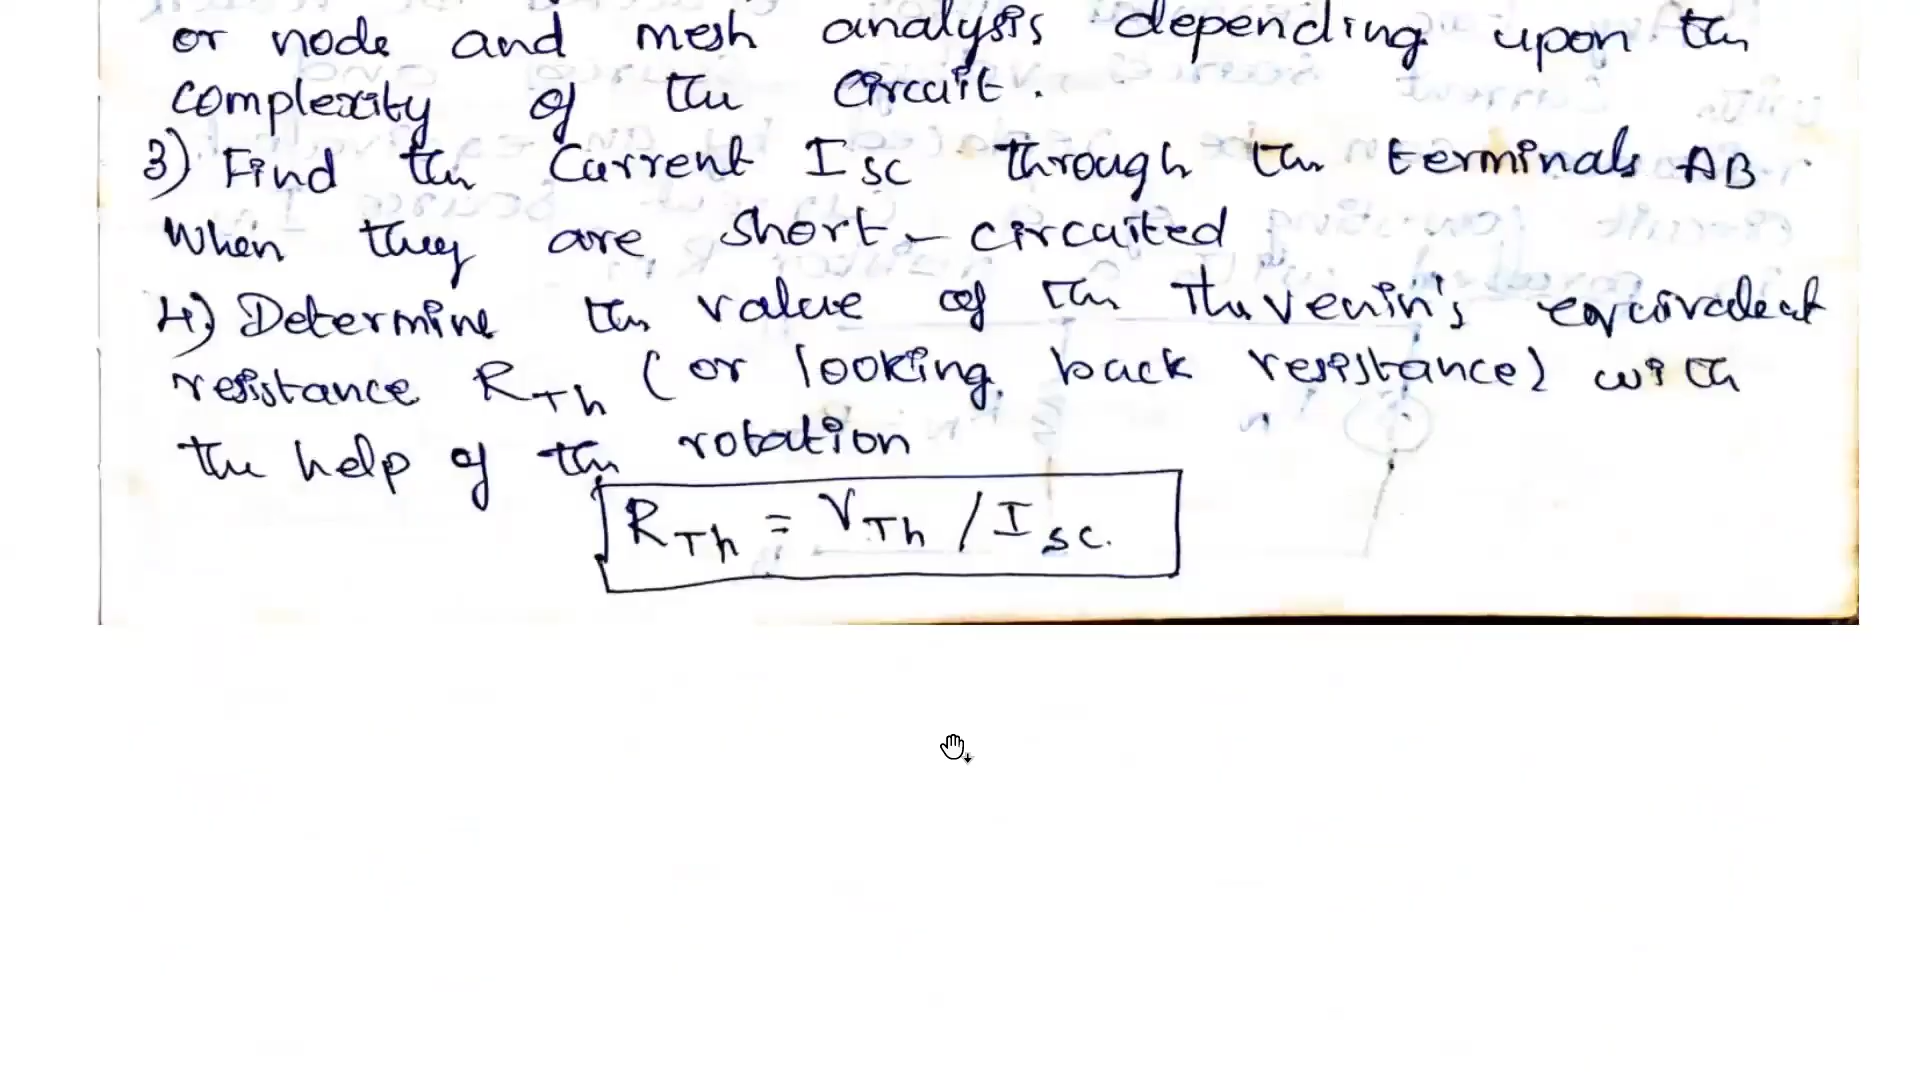 or node and mesh analysis depending upon the
complexity of the circuit.
3) Find the Current ISC through the terminals AB
When they are short-circuited
4) Determine the value of the Thevenin's equivalent
resistance RTh (or looking back resistance) with
the help of the rotation
RTh = VTh / ISC.